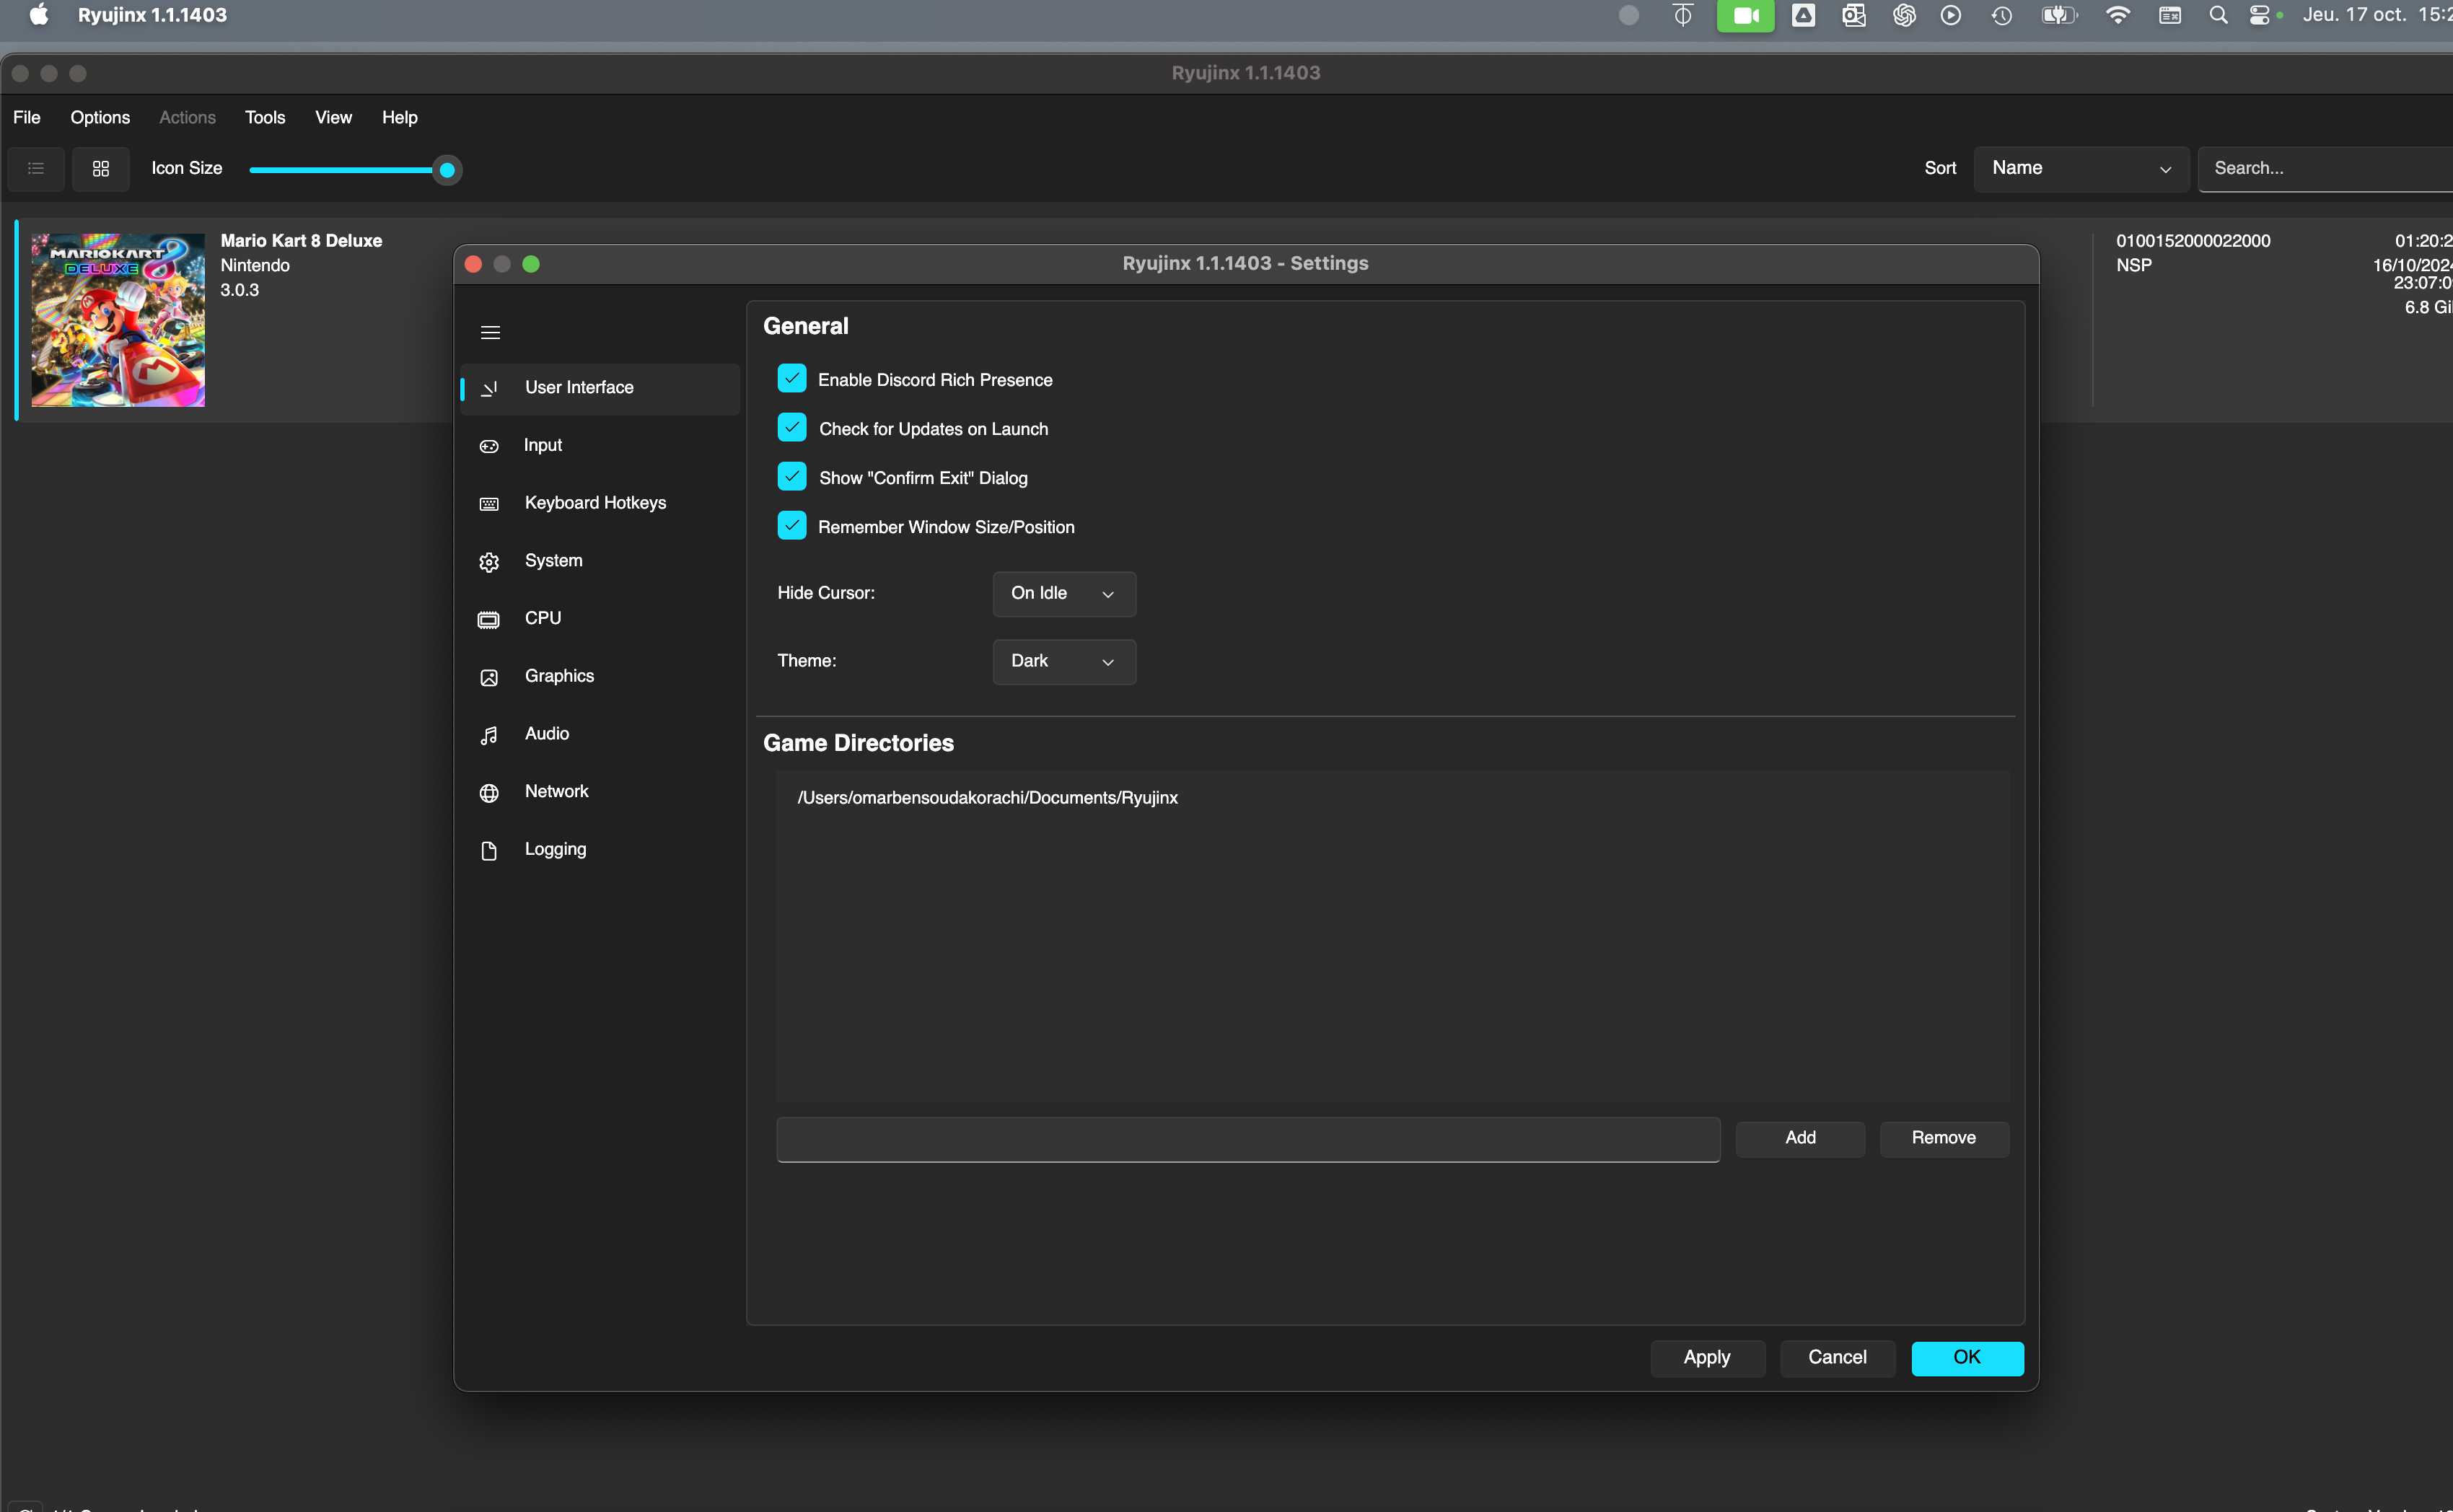 Ryujinx 1.1.1403
Jeu. 17 oct. 15:2
Ryujinx 1.1.1403
File Options Actions Tools View Help
Icon Size
Sort Name Search...
MARIOKART 8
DELUXE
Mario Kart 8 Deluxe
Nintendo
3.0.3
0100152000022000
NSP
01:20:2
16/10/2024
23:07:0
6.8 Gi
Ryujinx 1.1.1403 - Settings
User Interface
Input
Keyboard Hotkeys
System
CPU
Graphics
Audio
Network
Logging
General
Enable Discord Rich Presence
Check for Updates on Launch
Show "Confirm Exit" Dialog
Remember Window Size/Position
Hide Cursor: On Idle
Theme: Dark
Game Directories
/Users/omarbensoudakorachi/Documents/Ryujinx
Add Remove
Apply Cancel OK